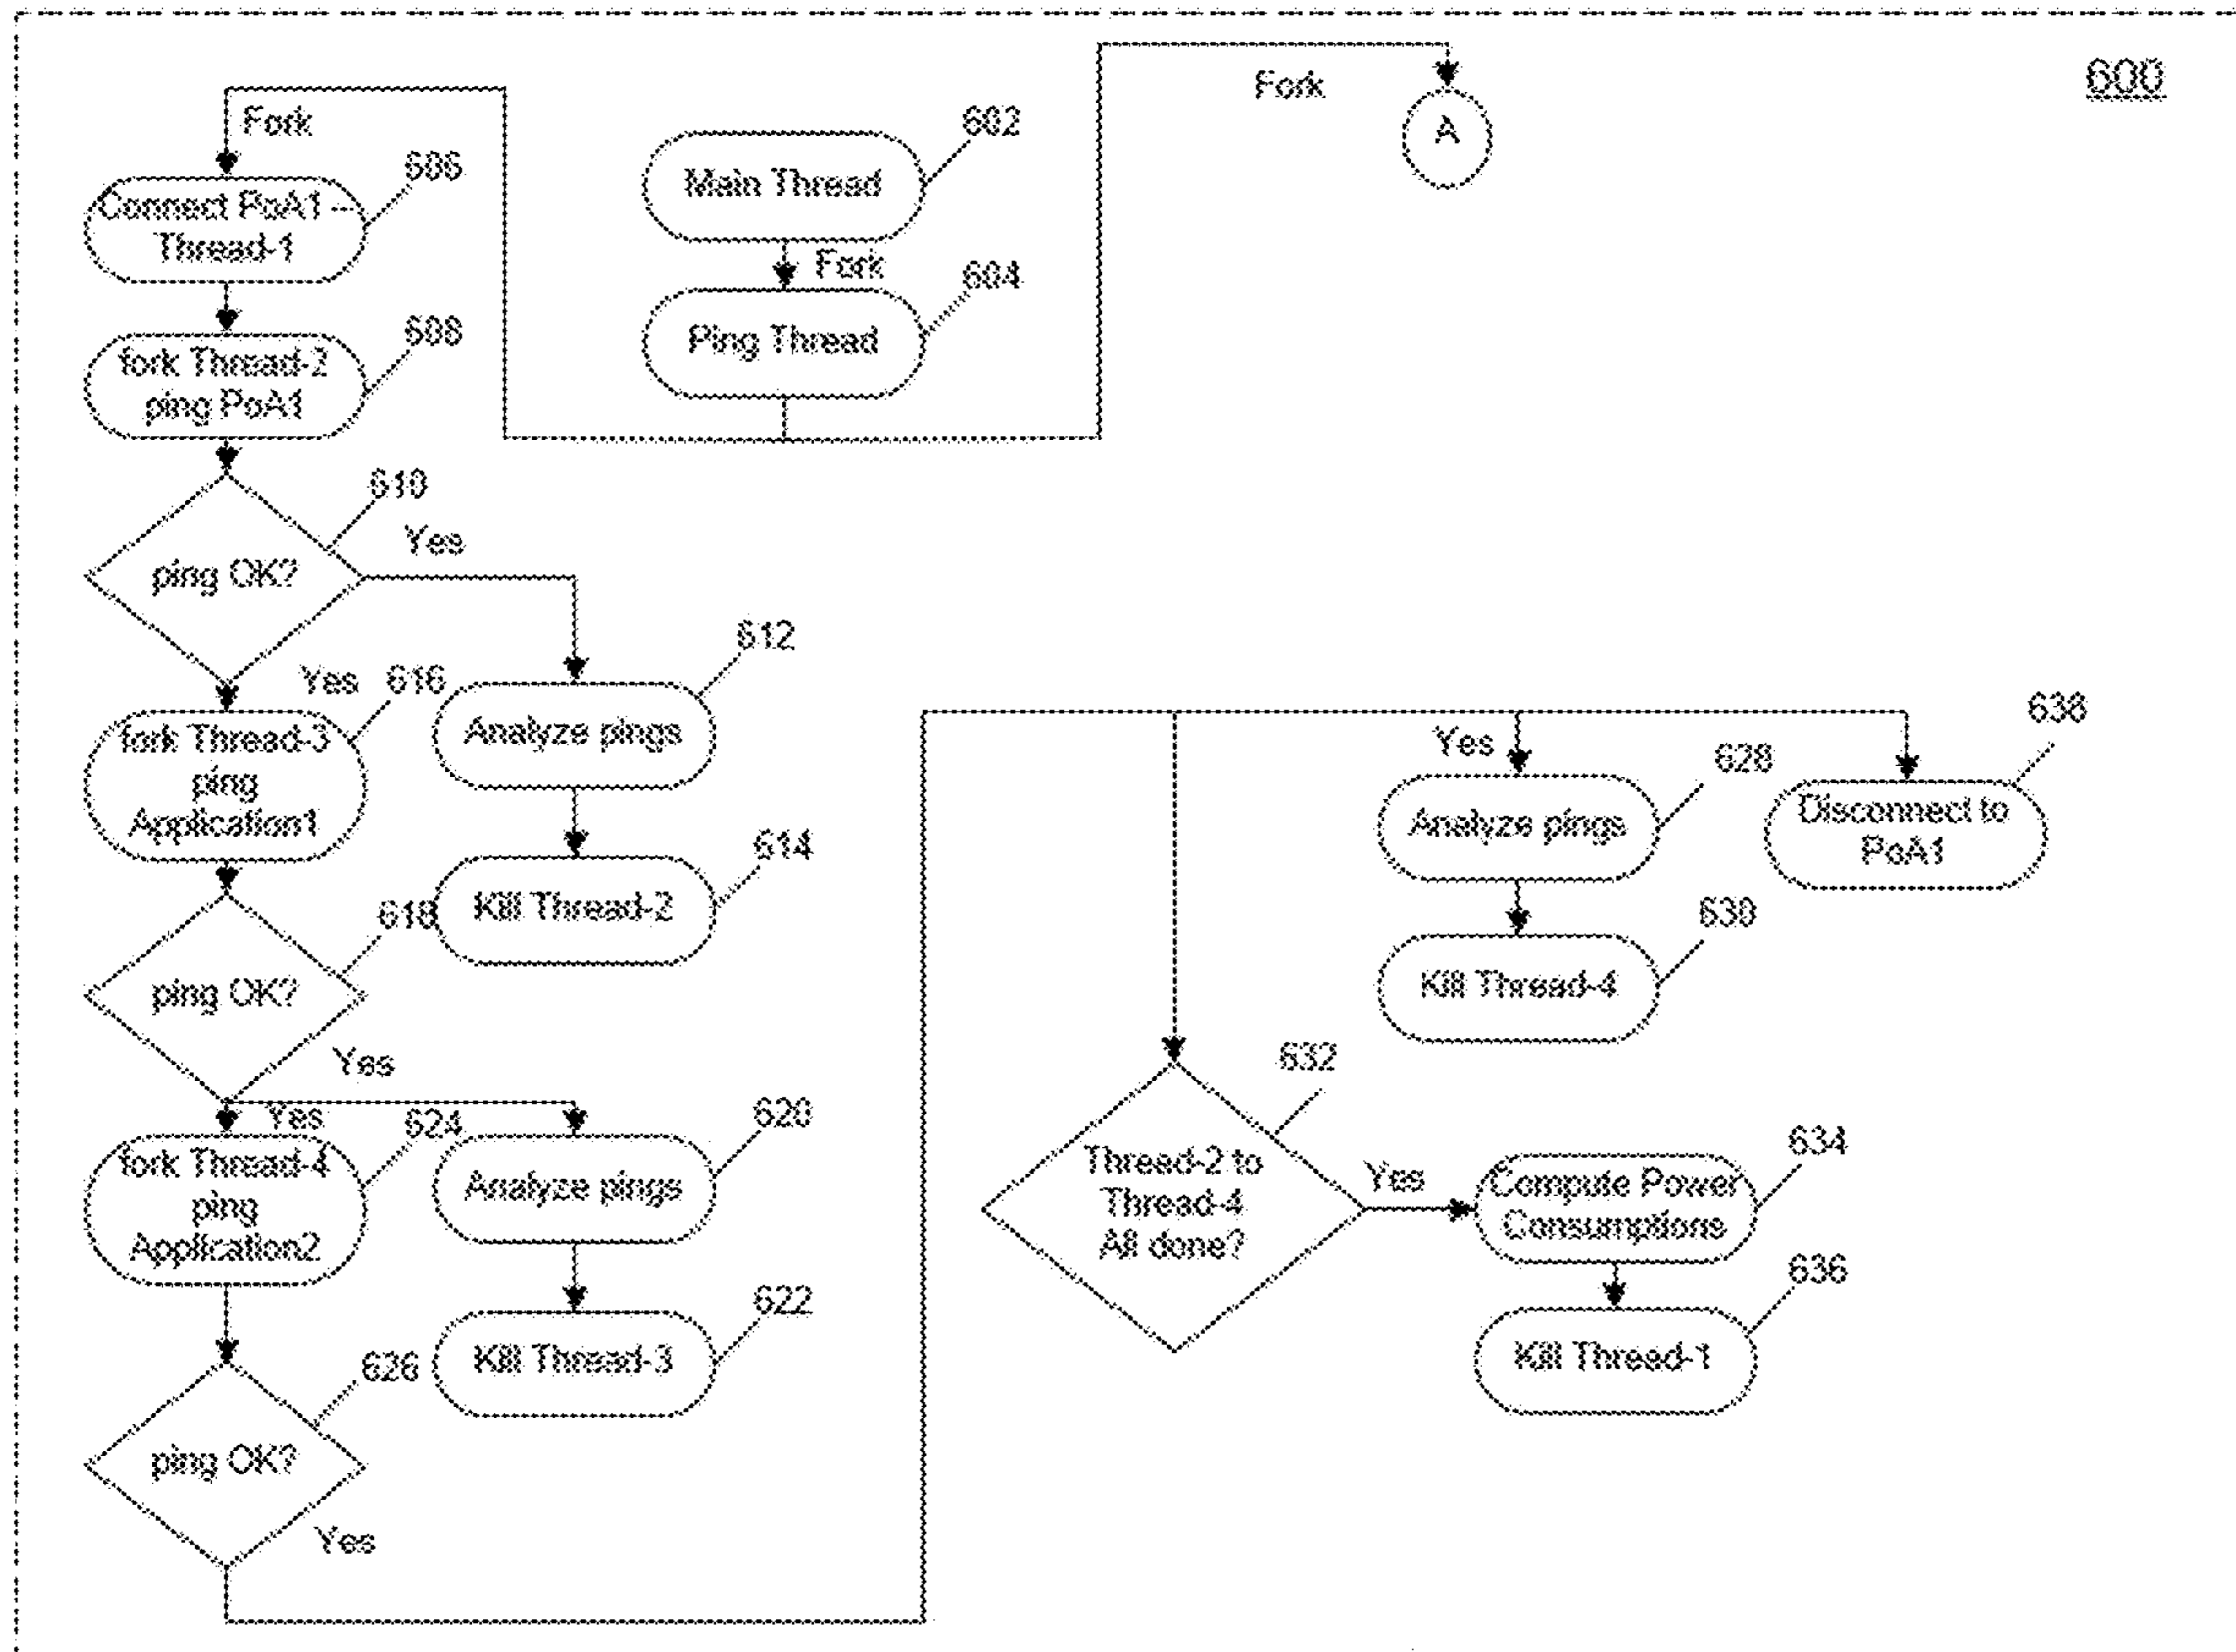 600
Fork
A
Fork
602
Main Thread
606
Connect PoA1 --
Thread-1
Fork
604
Ping Thread
608
fork Thread-2
ping PoA1
610
ping OK?
Yes
612
Analyze pings
614
Kill Thread-2
Yes
616
fork Thread-3
ping
Application1
618
ping OK?
Yes
620
Analyze pings
622
Kill Thread-3
Yes
624
fork Thread-4
ping
Application2
626
ping OK?
Yes
Yes
628
Analyze pings
630
Kill Thread-4
638
Disconnect to
PoA1
632
Thread-2 to
Thread-4
All done?
Yes
634
Compute Power
Consumptions
636
Kill Thread-1